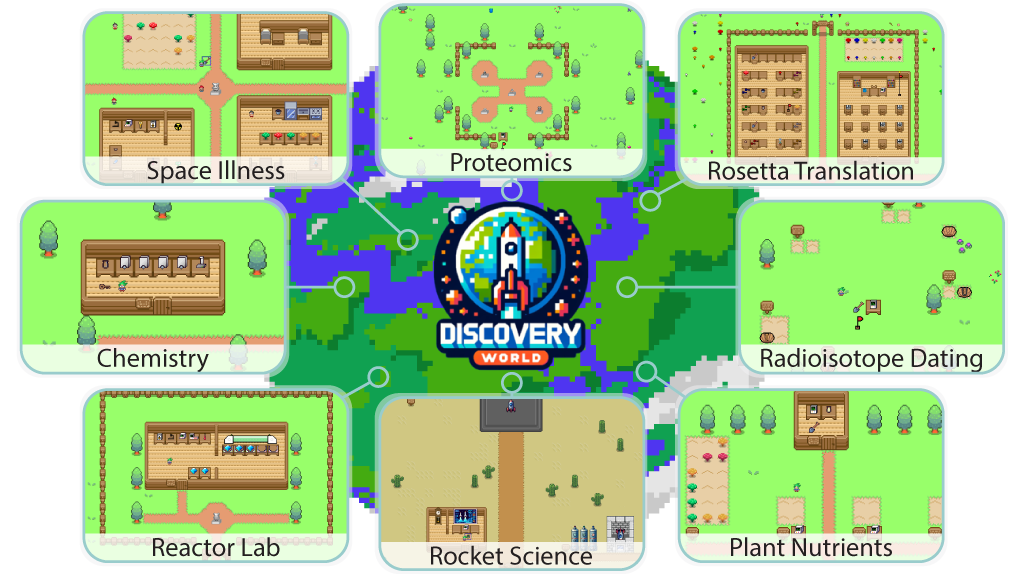 Space Illness
Proteomics
Rosetta Translation
Chemistry
DISCOVERY
WORLD
Radioisotope Dating
Reactor Lab
Rocket Science
Plant Nutrients